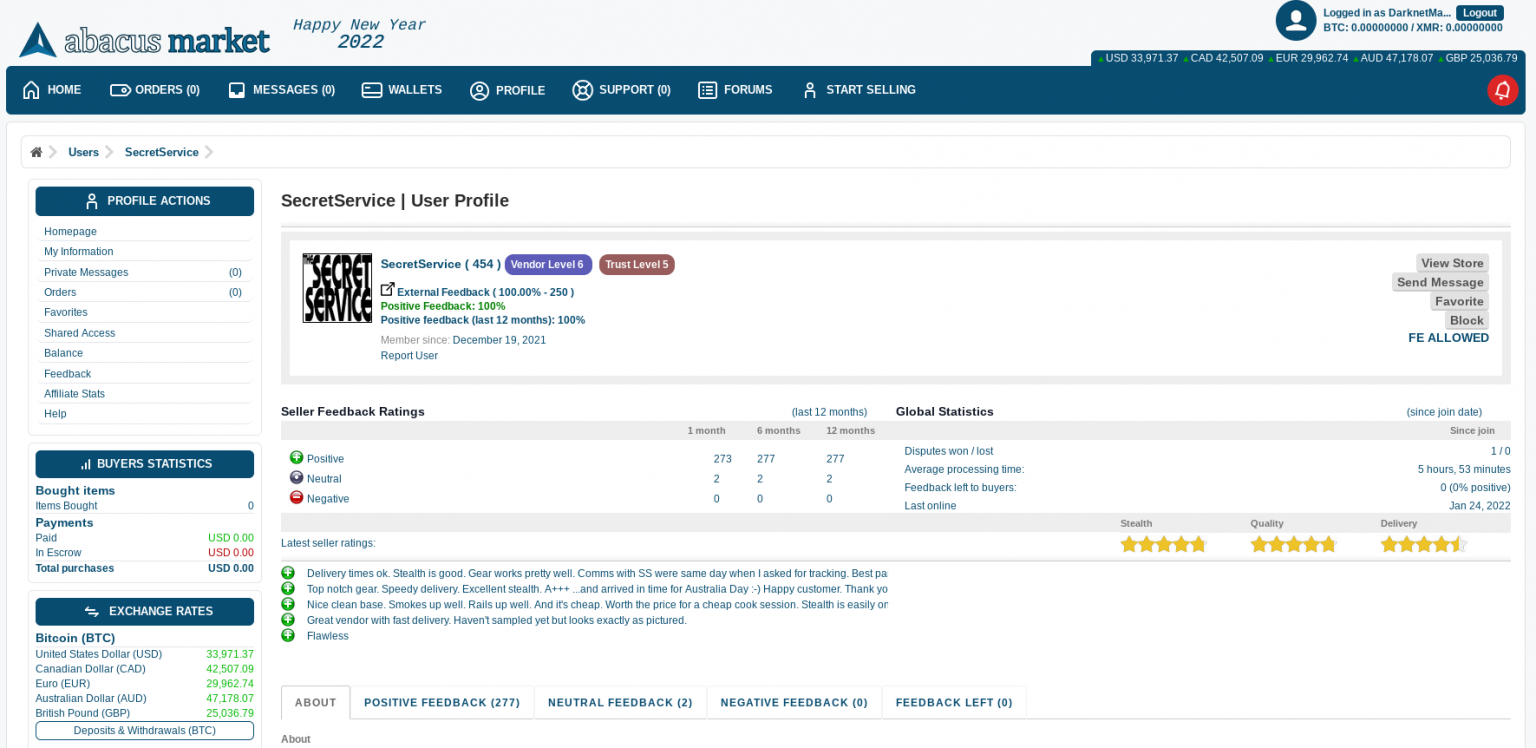 abacus market
Happy New Year
2022
Logged in as DarknetMa... Logout
BTC: 0.00000000 / XMR: 0.00000000
USD 33,971.37 CAD 42,507.09 EUR 29,962.74 AUD 47,178.07 GBP 25,036.79
HOME ORDERS (0) MESSAGES (0) WALLETS PROFILE SUPPORT (0) FORUMS START SELLING
Users SecretService
PROFILE ACTIONS
Homepage
My Information
Private Messages (0)
Orders (0)
Favorites
Shared Access
Balance
Feedback
Affiliate Stats
Help
BUYERS STATISTICS
Bought items
Items Bought 0
Payments
Paid USD 0.00
In Escrow USD 0.00
Total purchases USD 0.00
EXCHANGE RATES
Bitcoin (BTC)
United States Dollar (USD) 33,971.37
Canadian Dollar (CAD) 42,507.09
Euro (EUR) 29,962.74
Australian Dollar (AUD) 47,178.07
British Pound (GBP) 25,036.79
Deposits & Withdrawals (BTC)
SecretService | User Profile
THE SECRET
SERVICE
SecretService ( 454 ) Vendor Level 6 Trust Level 5
External Feedback ( 100.00% - 250 )
Positive Feedback: 100%
Positive feedback (last 12 months): 100%
Member since: December 19, 2021
Report User
View Store
Send Message
Favorite
Block
FE ALLOWED
Seller Feedback Ratings (last 12 months)
1 month 6 months 12 months
Positive 273 277 277
Neutral 2 2 2
Negative 0 0 0
Global Statistics (since join date)
Since join
Disputes won / lost 1 / 0
Average processing time: 5 hours, 53 minutes
Feedback left to buyers: 0 (0% positive)
Last online Jan 24, 2022
Stealth Quality Delivery
Latest seller ratings:
Delivery times ok. Stealth is good. Gear works pretty well. Comms with SS were same day when I asked for tracking. Best pa
Top notch gear. Speedy delivery. Excellent stealth. A+++ ...and arrived in time for Australia Day :-) Happy customer. Thank yo
Nice clean base. Smokes up well. Rails up well. And it's cheap. Worth the price for a cheap cook session. Stealth is easily on
Great vendor with fast delivery. Haven't sampled yet but looks exactly as pictured.
Flawless
ABOUT POSITIVE FEEDBACK (277) NEUTRAL FEEDBACK (2) NEGATIVE FEEDBACK (0) FEEDBACK LEFT (0)
About